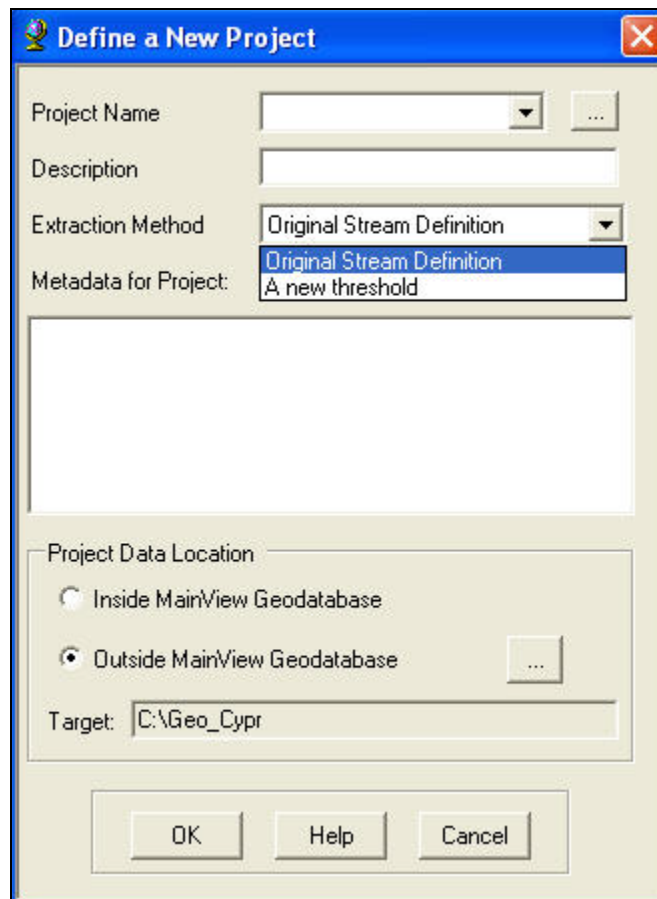 Define a New Project
Project Name
...
Description
Extraction Method
Original Stream Definition
Original Stream Definition
A new threshold
Metadata for Project:
Project Data Location
Inside MainView Geodatabase
Outside MainView Geodatabase
...
Target: C:\Geo_Cypr
OK Help Cancel